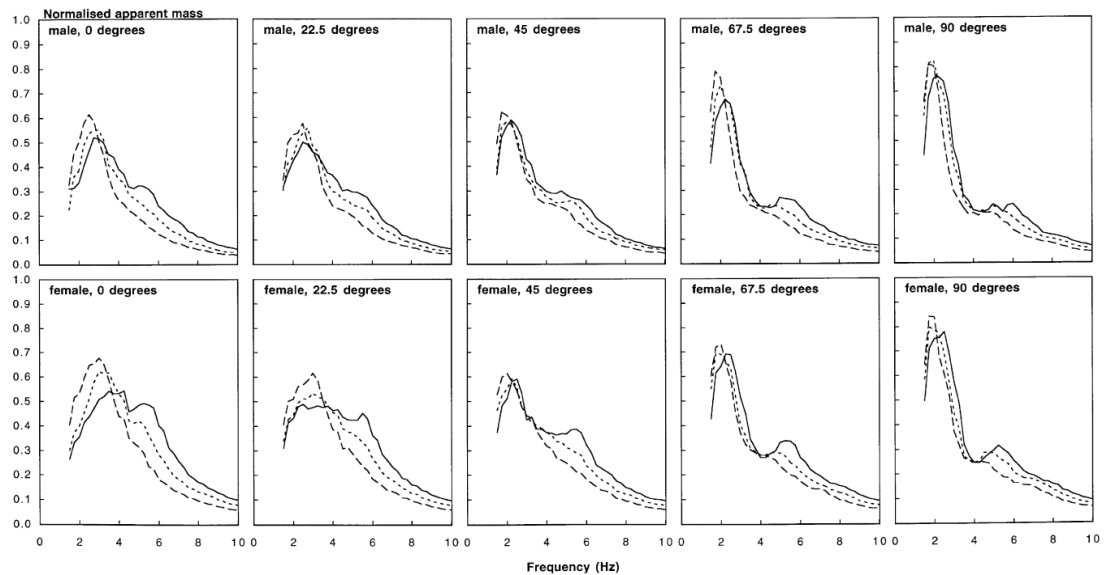 Normalised apparent mass
1.0
0.9
0.8
0.7
0.6
0.5
0.4
0.3
0.2
0.1
0.0
male, 0 degrees
male, 22.5 degrees
male, 45 degrees
male, 67.5 degrees
male, 90 degrees
1.0
0.9
0.8
0.7
0.6
0.5
0.4
0.3
0.2
0.1
0.0
female, 0 degrees
female, 22.5 degrees
female, 45 degrees
female, 67.5 degrees
female, 90 degrees
0 2 4 6 8 10 0 2 4 6 8 10 0 2 4 6 8 10 0 2 4 6 8 10 0 2 4 6 8 10
Frequency (Hz)